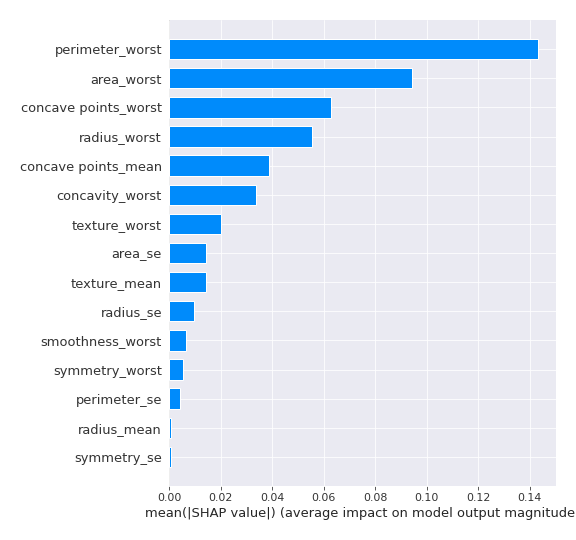 perimeter_worst
area_worst
concave points_worst
radius_worst
concave points_mean
concavity_worst
texture_worst
area_se
texture_mean
radius_se
smoothness_worst
symmetry_worst
perimeter_se
radius_mean
symmetry_se
0.00 0.02 0.04 0.06 0.08 0.10 0.12 0.14
mean(|SHAP value|) (average impact on model output magnitude